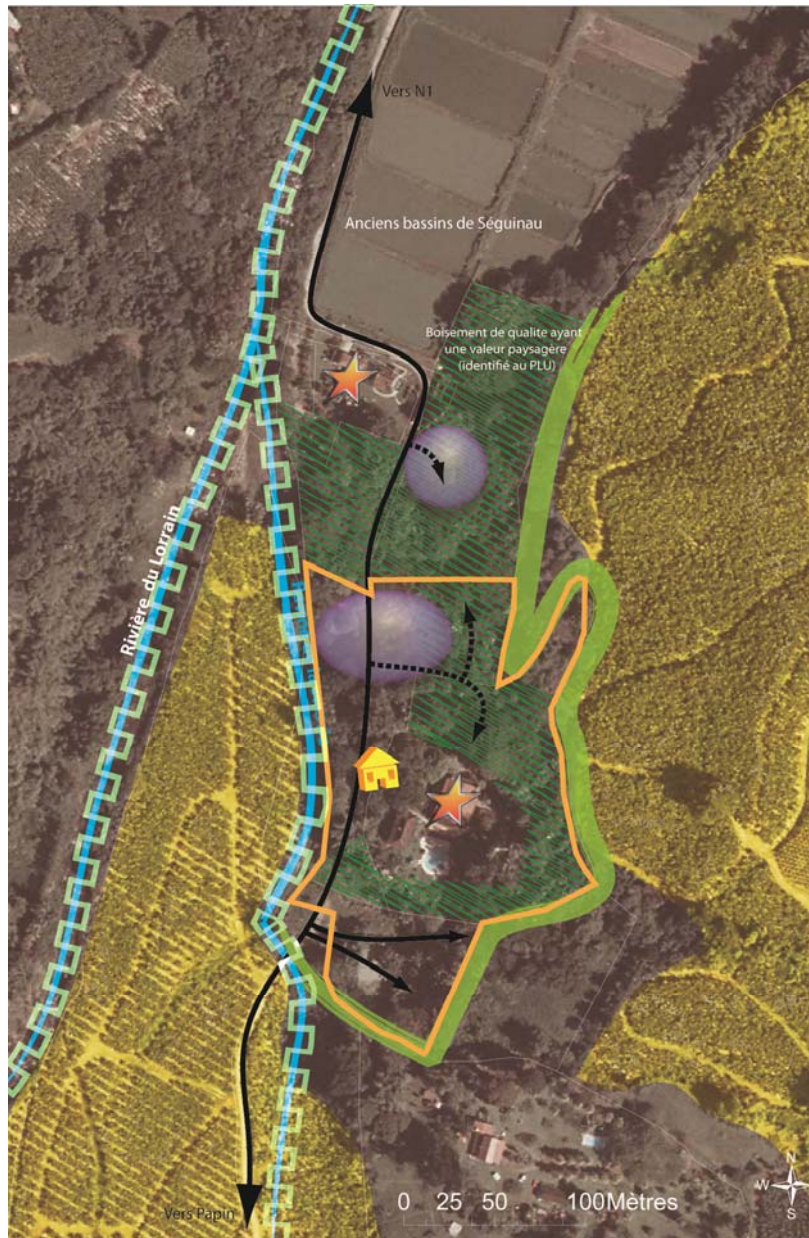 Vers N1
Anciens bassins de Séguinau
Boisement de qualite ayant
une valeur paysagère
(identifié au PLU)
Rivière du Lorrain
Vers Papin
0 25 50 100Mètres
N
W
S